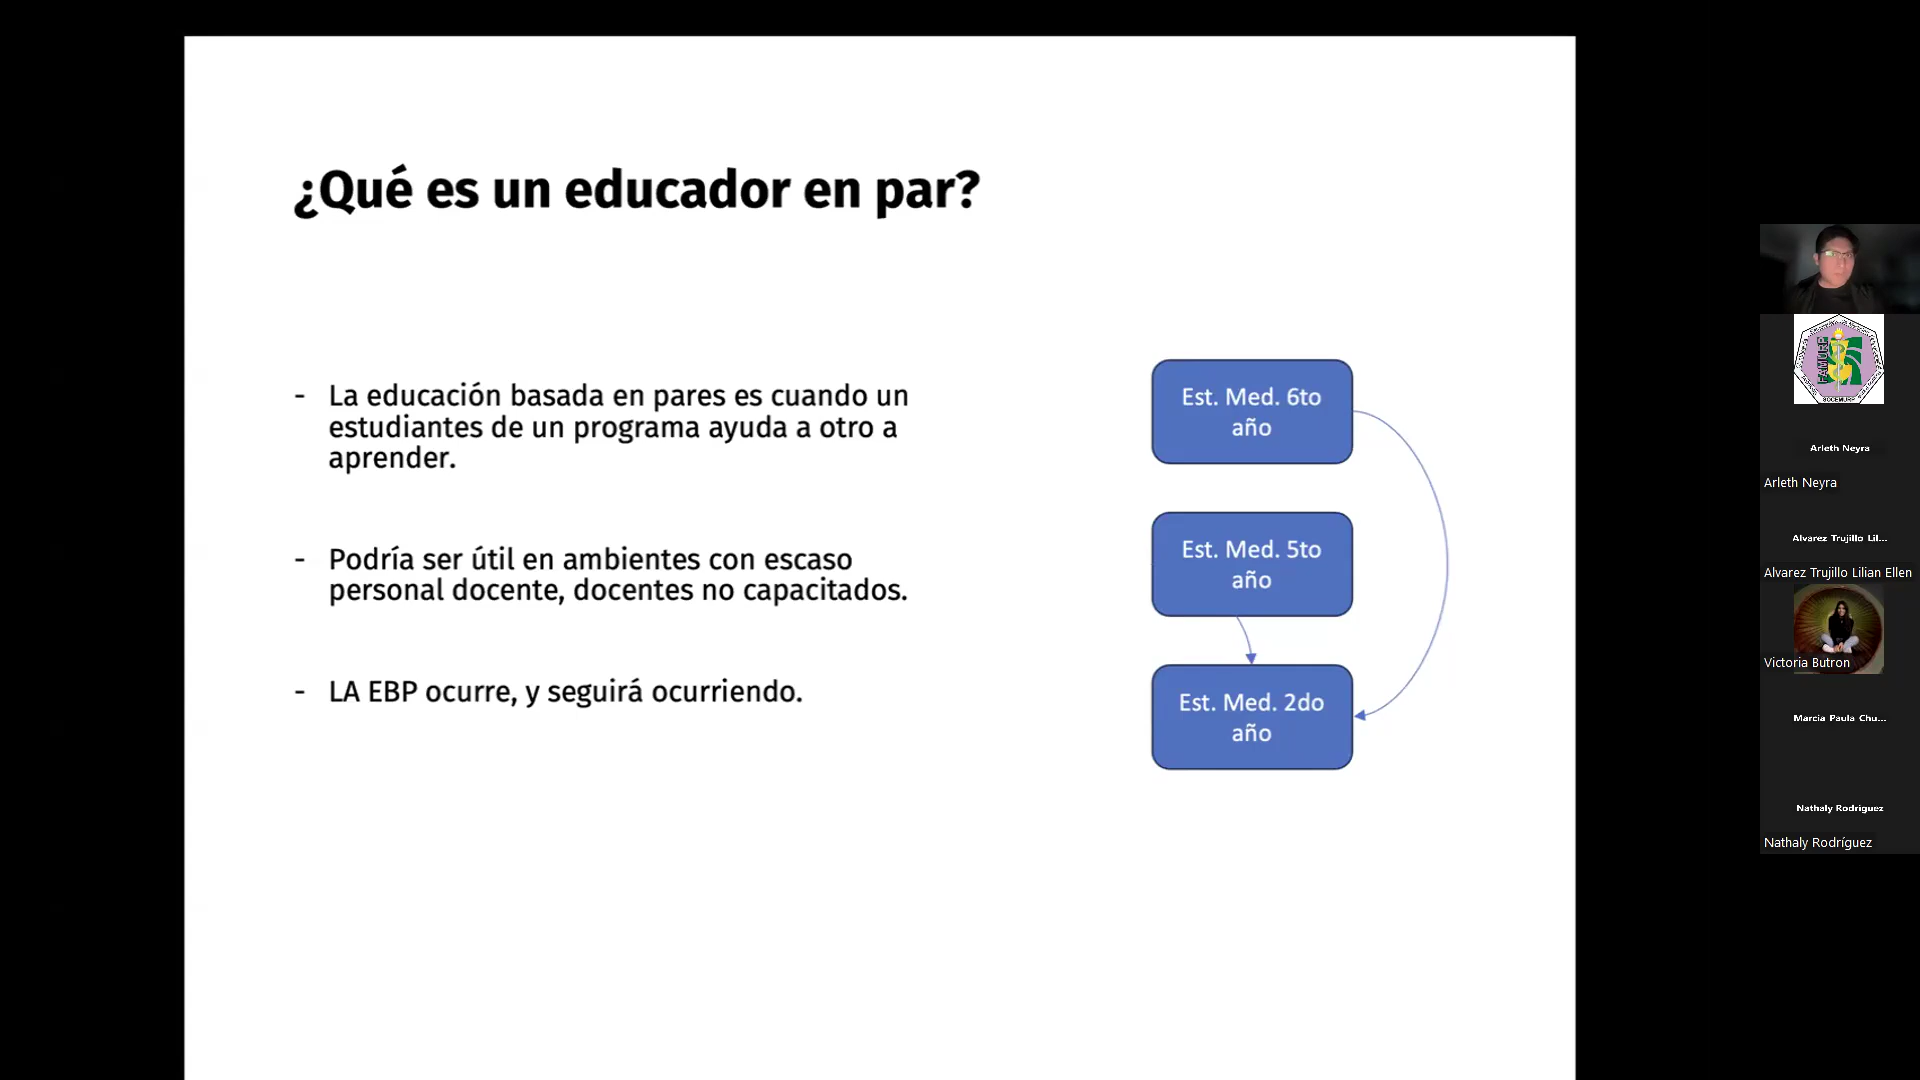 ¿Qué es un educador en par?
- La educación basada en pares es cuando un
estudiantes de un programa ayuda a otro a
aprender.
- Podría ser útil en ambientes con escaso
personal docente, docentes no capacitados.
- LA EBP ocurre, y seguirá ocurriendo.
Est. Med. 6to
año
Est. Med. 5to
año
Est. Med. 2do
año
FAMURP
SOCEMURP
Arleth Neyra
Arleth Neyra
Alvarez Trujillo Lil...
Alvarez Trujillo Lilian Ellen
Victoria Butron
Marcia Paula Chu...
Nathaly Rodriguez
Nathaly Rodríguez